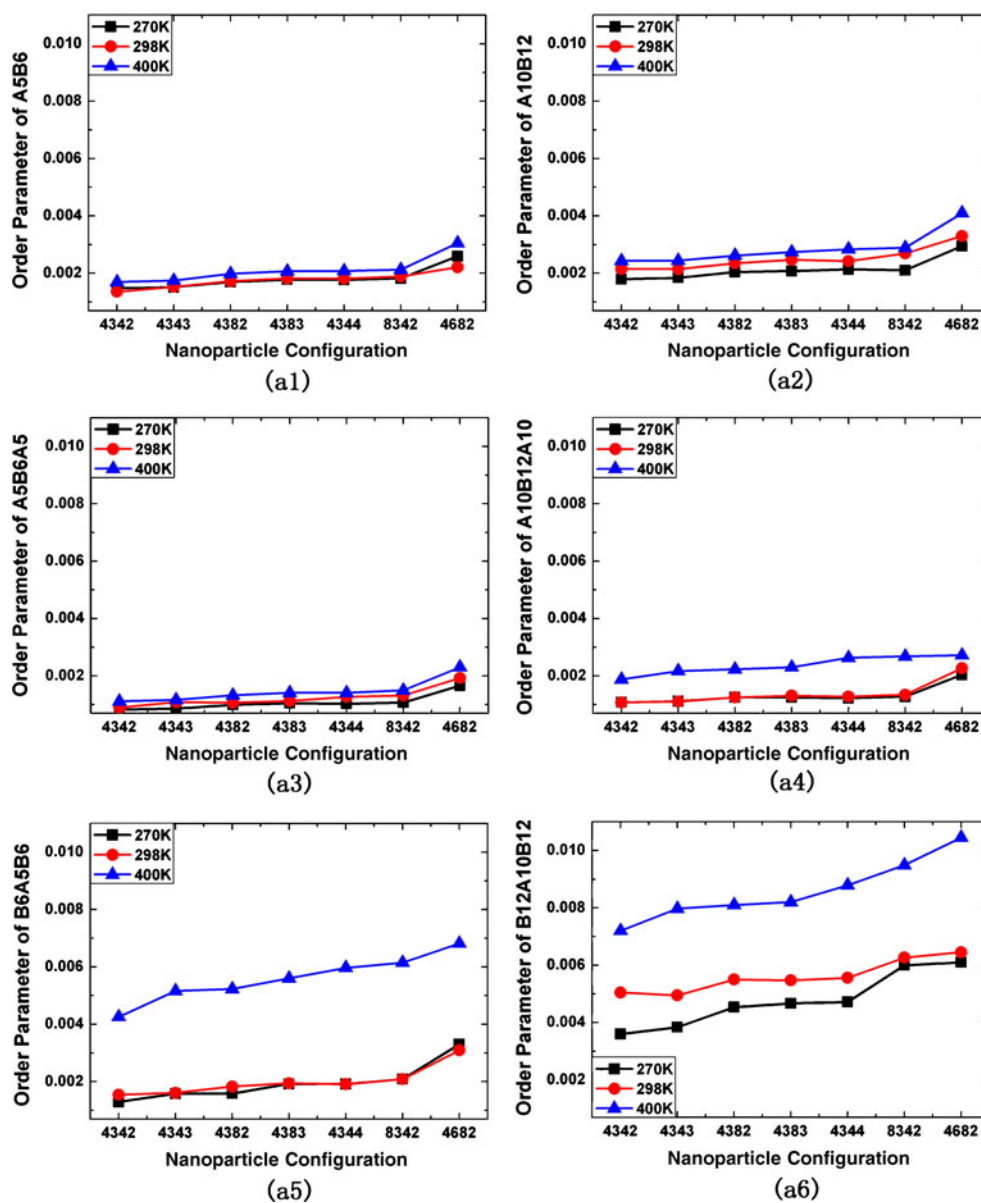 Order Parameter of A5B6
270K
298K
400K
0.010
0.008
0.006
0.004
0.002
4342 4343 4382 4383 4344 8342 4682
Nanoparticle Configuration
(a1)
Order Parameter of A10B12
270K
298K
400K
0.010
0.008
0.006
0.004
0.002
4342 4343 4382 4383 4344 8342 4682
Nanoparticle Configuration
(a2)
Order Parameter of A5B6A5
270K
298K
400K
0.010
0.008
0.006
0.004
0.002
4342 4343 4382 4383 4344 8342 4682
Nanoparticle Configuration
(a3)
Order Parameter of A10B12A10
270K
298K
400K
0.010
0.008
0.006
0.004
0.002
4342 4343 4382 4383 4344 8342 4682
Nanoparticle Configuration
(a4)
Order Parameter of B6A5B6
270K
298K
400K
0.010
0.008
0.006
0.004
0.002
4342 4343 4382 4383 4344 8342 4682
Nanoparticle Configuration
(a5)
Order Parameter of B12A10B12
0.010
0.008
0.006
0.004
0.002
270K
298K
400K
4342 4343 4382 4383 4344 8342 4682
Nanoparticle Configuration
(a6)